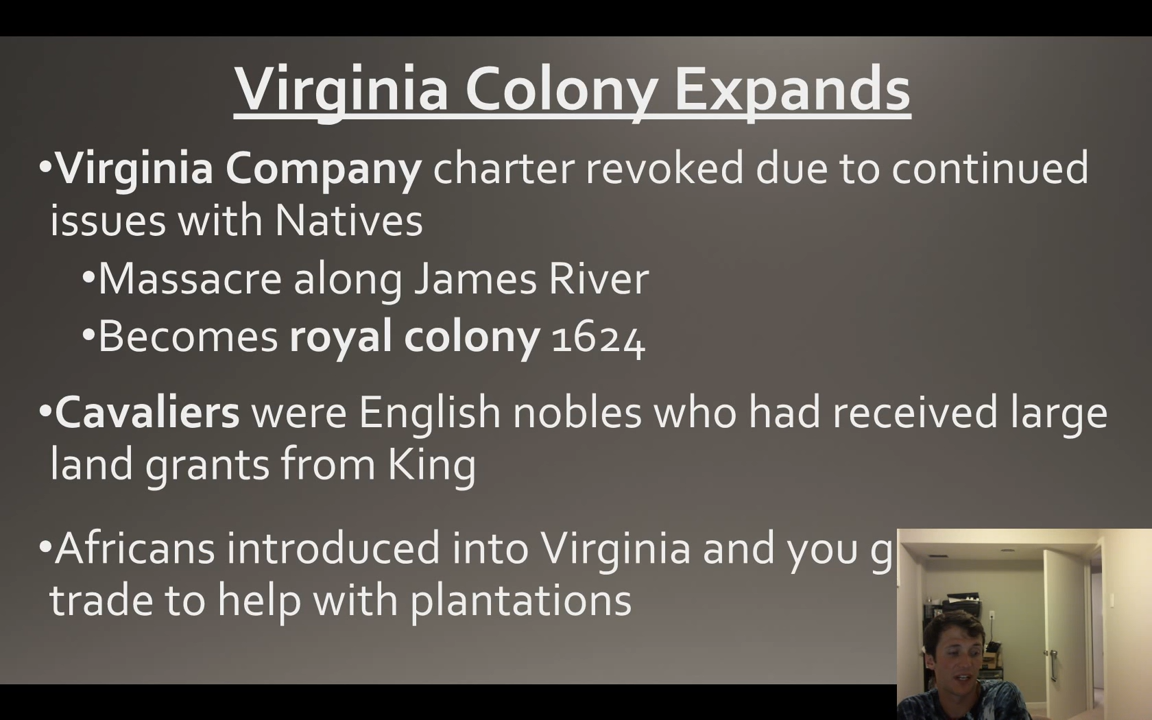 Virginia Colony Expands
•Virginia Company charter revoked due to continued
issues with Natives
•Massacre along James River
•Becomes royal colony 1624
•Cavaliers were English nobles who had received large
land grants from King
•Africans introduced into Virginia and you
trade to help with plantations